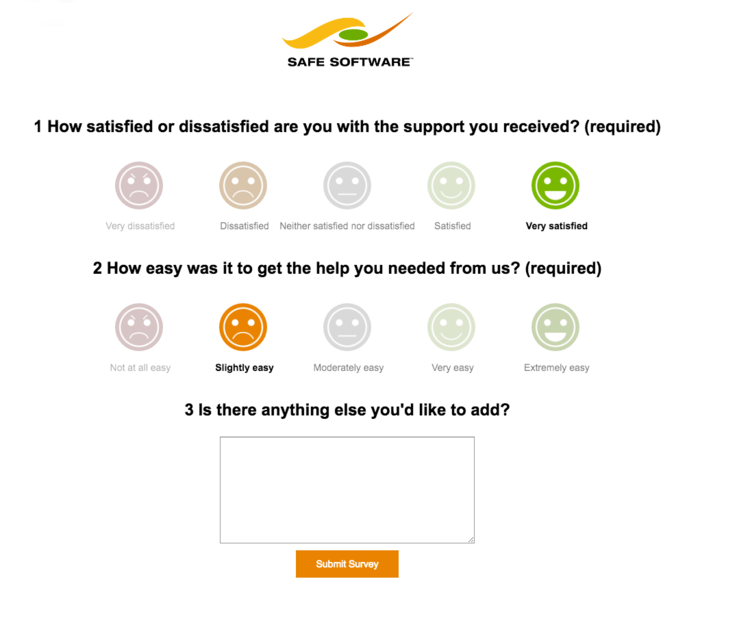 SAFE SOFTWARE™
1 How satisfied or dissatisfied are you with the support you received? (required)
Very dissatisfied Dissatisfied Neither satisfied nor dissatisfied Satisfied Very satisfied
2 How easy was it to get the help you needed from us? (required)
Not at all easy Slightly easy Moderately easy Very easy Extremely easy
3 Is there anything else you'd like to add?
Submit Survey